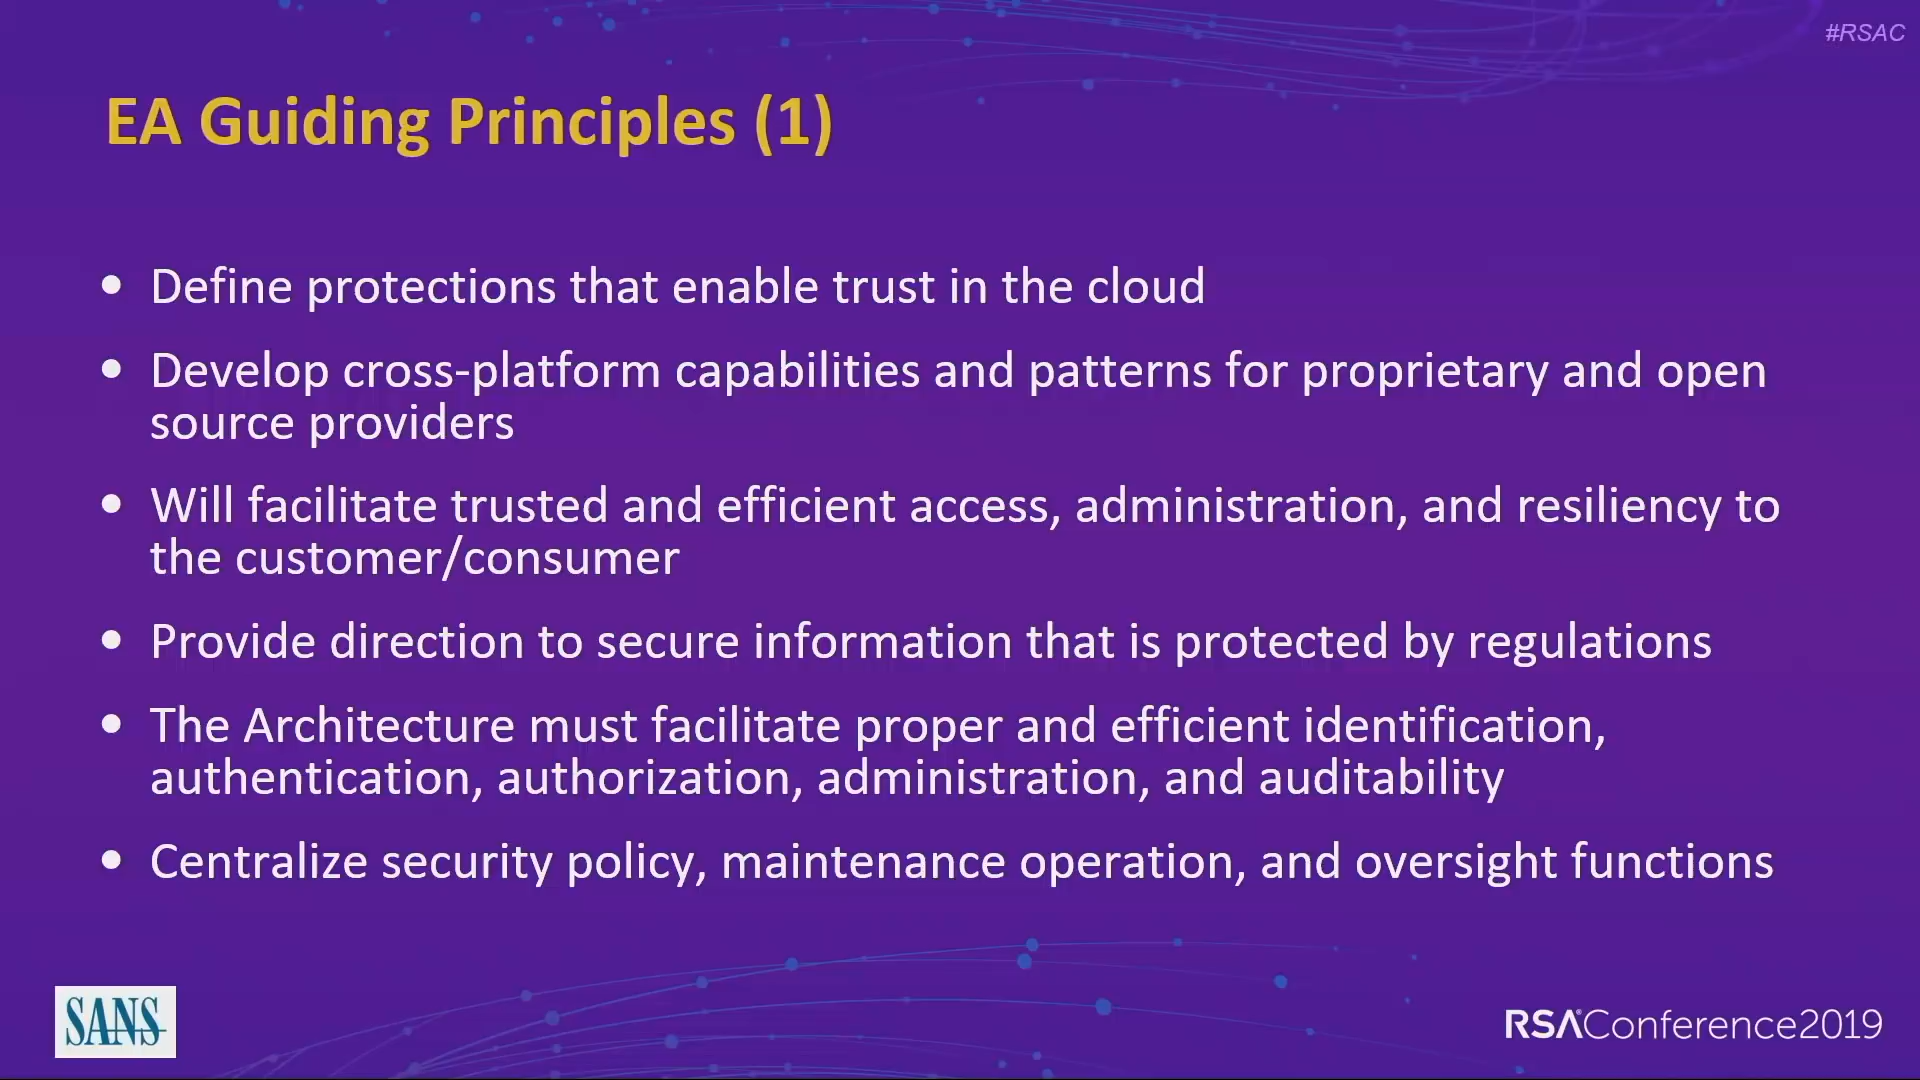 #RSAC
EA Guiding Principles (1)
• Define protections that enable trust in the cloud
• Develop cross-platform capabilities and patterns for proprietary and open
source providers
• Will facilitate trusted and efficient access, administration, and resiliency to
the customer/consumer
• Provide direction to secure information that is protected by regulations
• The Architecture must facilitate proper and efficient identification,
authentication, authorization, administration, and auditability
• Centralize security policy, maintenance operation, and oversight functions
SANS
RSAConference2019